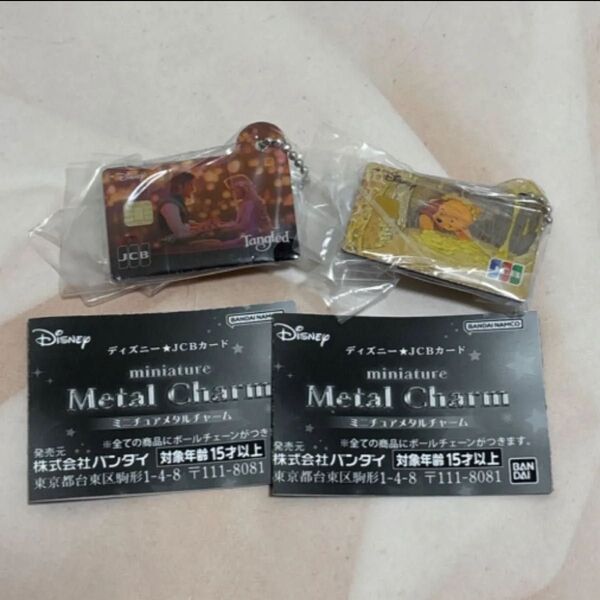 Disney
JCB
Tangled
Disney
JCB
Disney
BANDAI NAMCO
ディズニー★JCBカード
miniature
Metal Charm
ミニチュアメタルチャーム
※全ての商品にボールチェーンがつき
発売元
株式会社バンダイ 対象年齢15才以上
東京都台東区駒形1-4-8 〒111-8081
Disney
BANDAI NAMCO
ディズニー★JCBカード
miniature
Metal Charm
ミニチュアメタルチャーム
※全ての商品にボールチェーンがつきます。
発売元
株式会社バンダイ 対象年齢15才以上
東京都台東区駒形1-4-8 〒111-8081
BAN
DAI